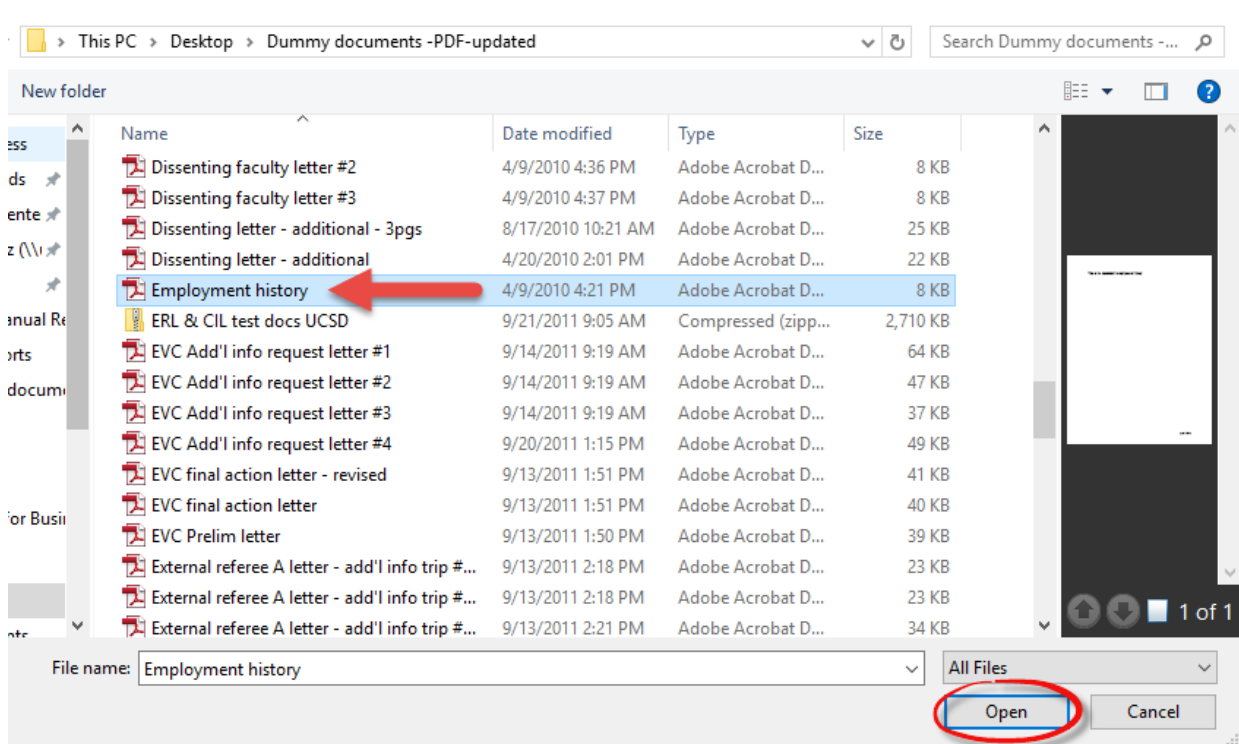 This PC > Desktop > Dummy documents -PDF-updated
Search Dummy documents -...
New folder
Name Date modified Type Size
ess
ds
ente
z (\\
anual Re
orts
docum
or Busi
Dissenting faculty letter #2 4/9/2010 4:36 PM Adobe Acrobat D... 8 KB
Dissenting faculty letter #3 4/9/2010 4:37 PM Adobe Acrobat D... 8 KB
Dissenting letter - additional - 3pgs 8/17/2010 10:21 AM Adobe Acrobat D... 25 KB
Dissenting letter - additional 4/20/2010 2:01 PM Adobe Acrobat D... 22 KB
Employment history 4/9/2010 4:21 PM Adobe Acrobat D... 8 KB
ERL & CIL test docs UCSD 9/21/2011 9:05 AM Compressed (zipp... 2,710 KB
EVC Add'l info request letter #1 9/14/2011 9:19 AM Adobe Acrobat D... 64 KB
EVC Add'l info request letter #2 9/14/2011 9:19 AM Adobe Acrobat D... 47 KB
EVC Add'l info request letter #3 9/14/2011 9:19 AM Adobe Acrobat D... 37 KB
EVC Add'l info request letter #4 9/20/2011 1:15 PM Adobe Acrobat D... 49 KB
EVC final action letter - revised 9/13/2011 1:51 PM Adobe Acrobat D... 41 KB
EVC final action letter 9/13/2011 1:51 PM Adobe Acrobat D... 40 KB
EVC Prelim letter 9/13/2011 1:50 PM Adobe Acrobat D... 39 KB
External referee A letter - add'l info trip #... 9/13/2011 2:18 PM Adobe Acrobat D... 23 KB
External referee A letter - add'l info trip #... 9/13/2011 2:18 PM Adobe Acrobat D... 23 KB
External referee A letter - add'l info trip #... 9/13/2011 2:21 PM Adobe Acrobat D... 34 KB
1 of 1
File name: Employment history All Files
Open Cancel